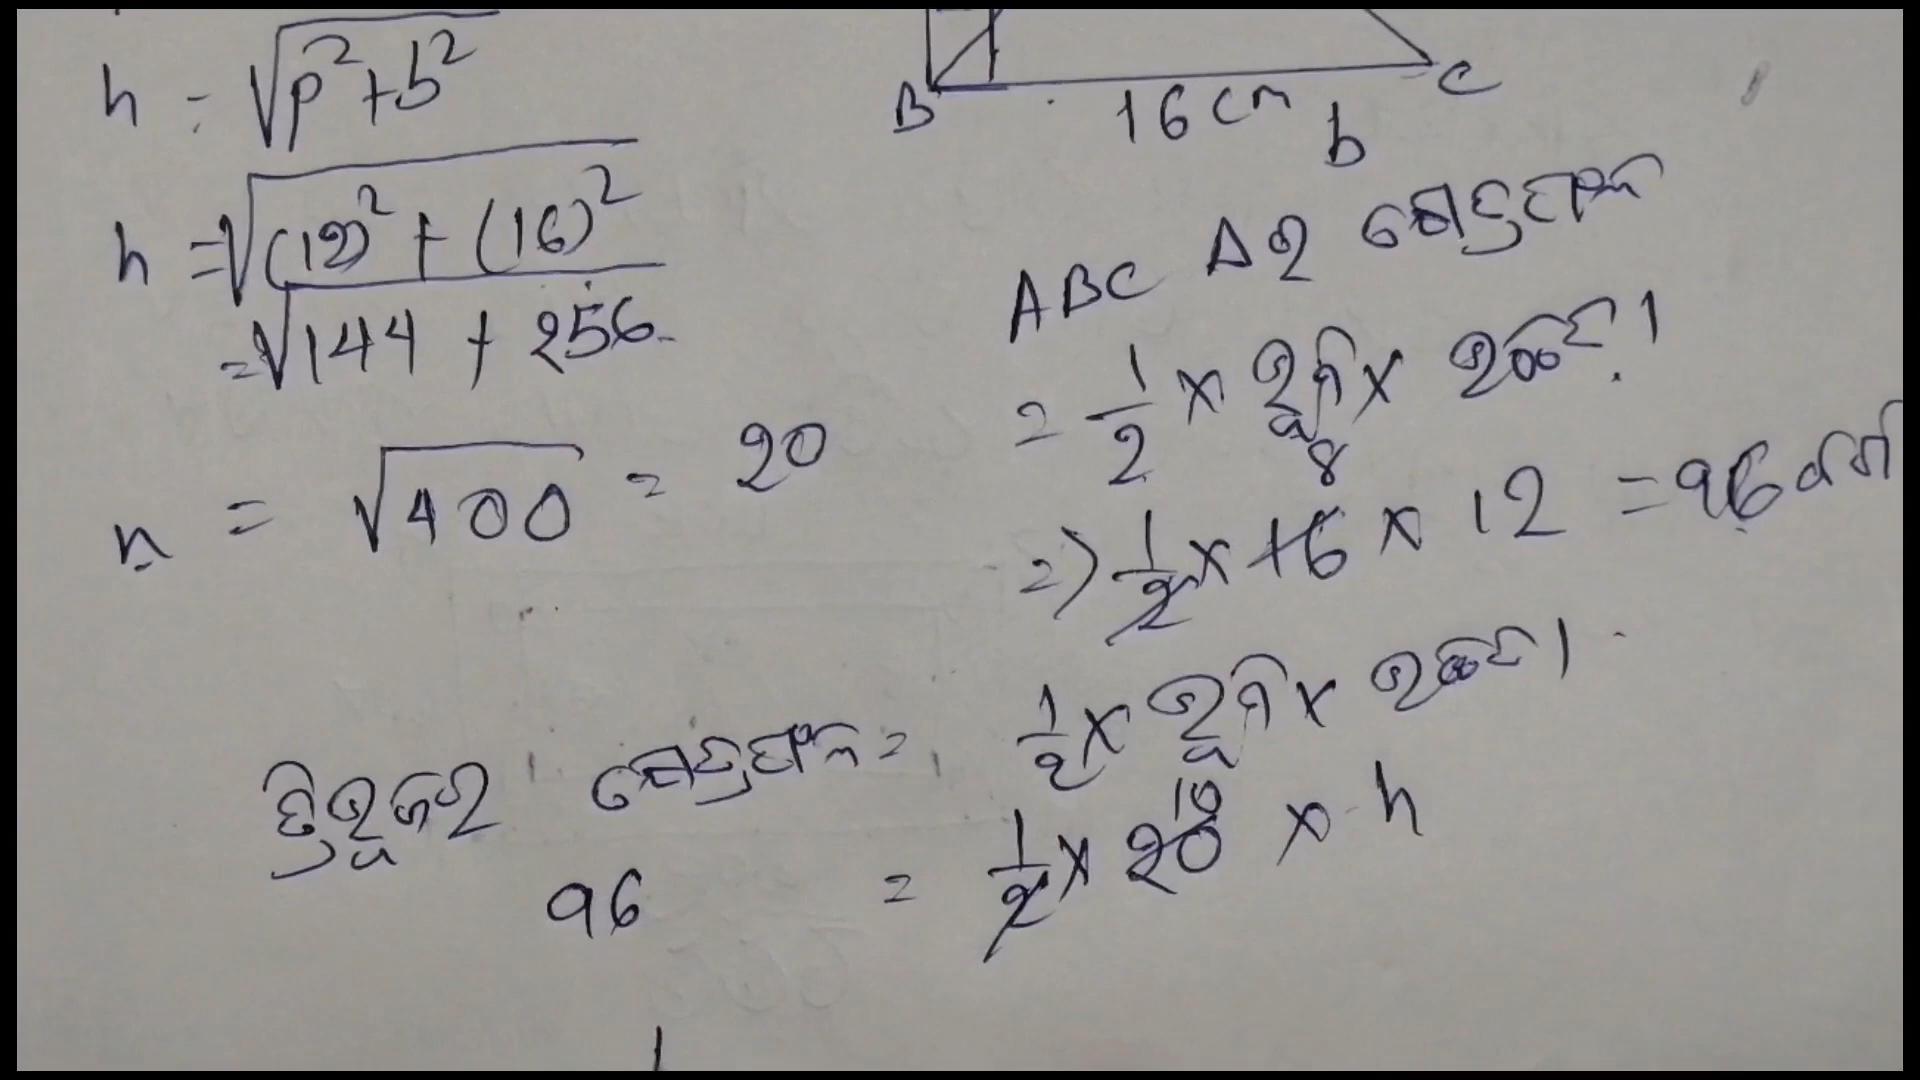 h = √p²+b²
h = √(12)² + (16)²
= √144 + 256
h = √400 = 20
B
16 cm
C
b
ABC Δର କ୍ଷେତ୍ରଫଳ
= 1/2 × ଭୂମି × ଉଚ୍ଚତା
8
=> 1/2 × 16 × 12 = 96 ବର୍ଗ
ତ୍ରିଭୂଜର କ୍ଷେତ୍ରଫଳ = 1/2 × ଭୂମି × ଉଚ୍ଚତା
10
96 = 1/2 × 20 × h